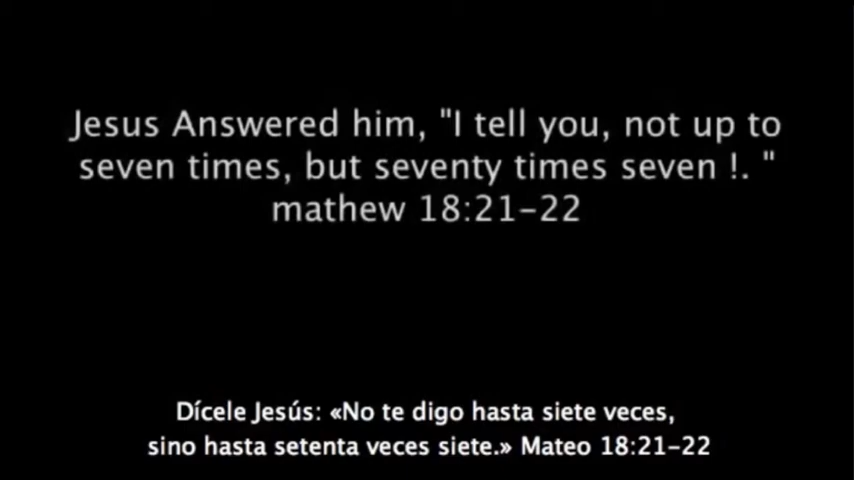 Jesus Answered him, "I tell you, not up to
seven times, but seventy times seven !. "
mathew 18:21-22
Dícele Jesús: «No te digo hasta siete veces,
sino hasta setenta veces siete.» Mateo 18:21-22